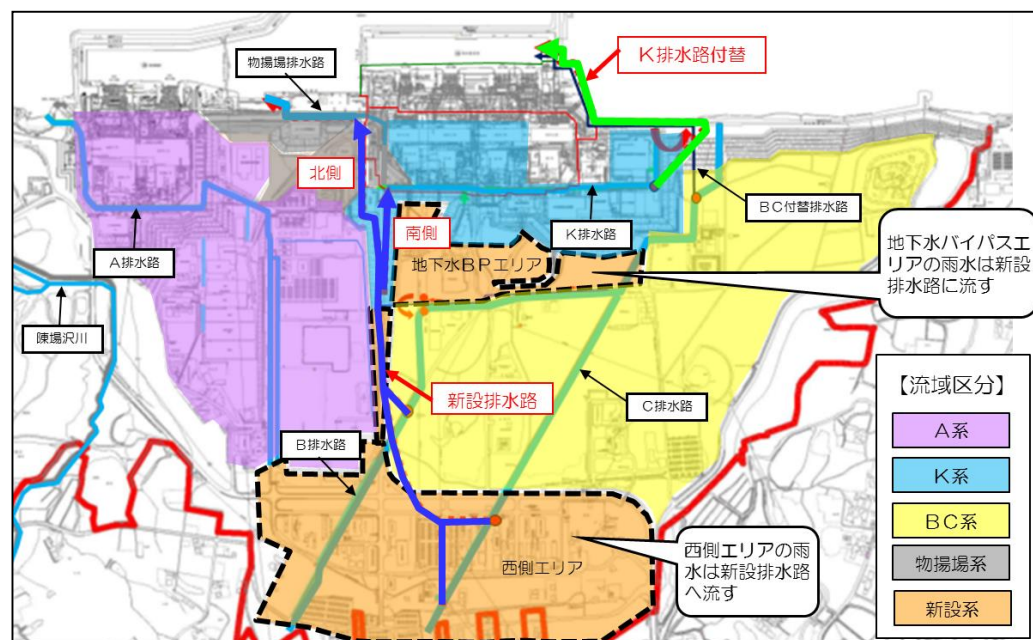 物揚場排水路
K排水路付替
北側
南側
A排水路
K排水路
BC付替排水路
地下水BPエリア
地下水バイパスエ
リアの雨水は新設
排水路に流す
陳場沢川
新設排水路
C排水路
B排水路
西側エリア
西側エリアの雨
水は新設排水路
へ流す
【流域区分】
A系
K系
BC系
物揚場系
新設系